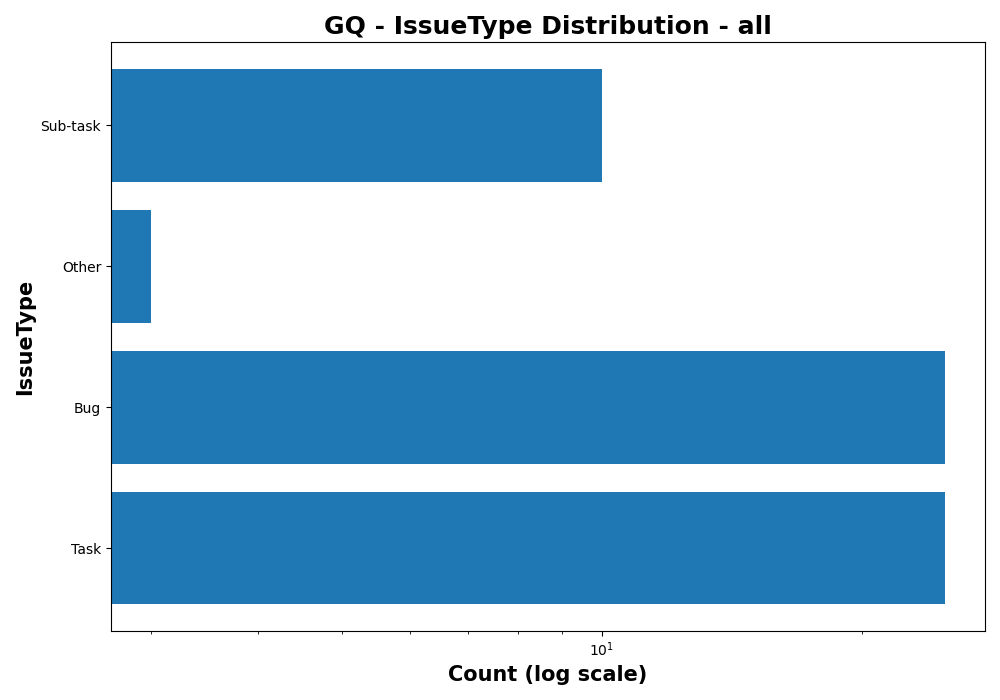 GQ - IssueType Distribution - all
Sub-task
Other
Bug
Task
IssueType
10¹
Count (log scale)